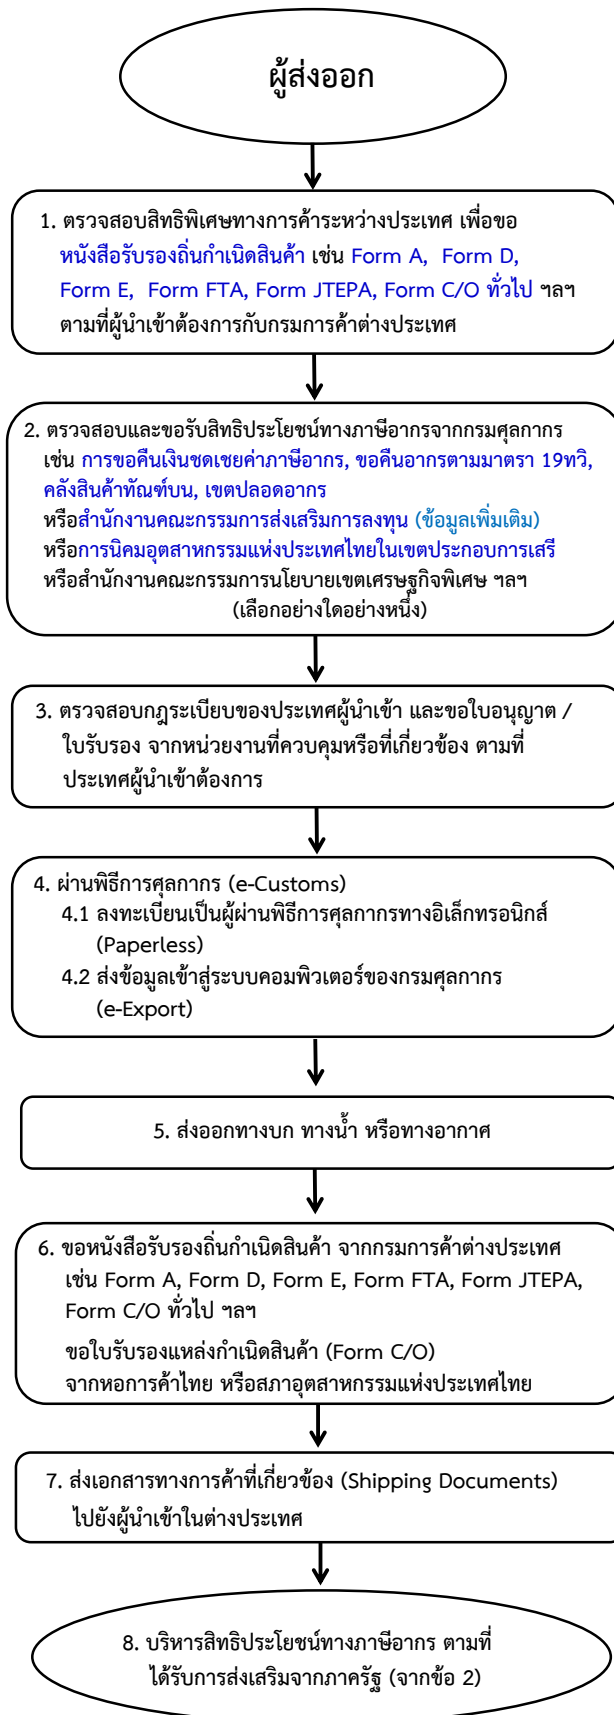 ผู้ส่งออก
1. ตรวจสอบสิทธิพิเศษทางการค้าระหว่างประเทศ เพื่อขอ
หนังสือรับรองถิ่นกำเนิดสินค้า เช่น Form A, Form D,
Form E, Form FTA, Form JTEPA, Form C/O ทั่วไป ฯลฯ
ตามที่ผู้นำเข้าต้องการกับกรมการค้าต่างประเทศ
2. ตรวจสอบและขอรับสิทธิประโยชน์ทางภาษีอากรจากกรมศุลกากร
เช่น การขอคืนเงินชดเชยค่าภาษีอากร, ขอคืนอากรตามมาตรา 19ทวิ,
คลังสินค้าทัณฑ์บน, เขตปลอดอากร
หรือสำนักงานคณะกรรมการส่งเสริมการลงทุน (ข้อมูลเพิ่มเติม)
หรือการนิคมอุตสาหกรรมแห่งประเทศไทยในเขตประกอบการเสรี
หรือสำนักงานคณะกรรมการนโยบายเขตเศรษฐกิจพิเศษ ฯลฯ
(เลือกอย่างใดอย่างหนึ่ง)
3. ตรวจสอบกฎระเบียบของประเทศผู้นำเข้า และขอใบอนุญาต /
ใบรับรอง จากหน่วยงานที่ควบคุมหรือที่เกี่ยวข้อง ตามที่
ประเทศผู้นำเข้าต้องการ
4. ผ่านพิธีการศุลกากร (e-Customs)
4.1 ลงทะเบียนเป็นผู้ผ่านพิธีการศุลกากรทางอิเล็กทรอนิกส์
(Paperless)
4.2 ส่งข้อมูลเข้าสู่ระบบคอมพิวเตอร์ของกรมศุลกากร
(e-Export)
5. ส่งออกทางบก ทางน้ำ หรือทางอากาศ
6. ขอหนังสือรับรองถิ่นกำเนิดสินค้า จากกรมการค้าต่างประเทศ
เช่น Form A, Form D, Form E, Form FTA, Form JTEPA,
Form C/O ทั่วไป ฯลฯ
ขอใบรับรองแหล่งกำเนิดสินค้า (Form C/O)
จากหอการค้าไทย หรือสภาอุตสาหกรรมแห่งประเทศไทย
7. ส่งเอกสารทางการค้าที่เกี่ยวข้อง (Shipping Documents)
ไปยังผู้นำเข้าในต่างประเทศ
8. บริหารสิทธิประโยชน์ทางภาษีอากร ตามที่
ได้รับการส่งเสริมจากภาครัฐ (จากข้อ 2)